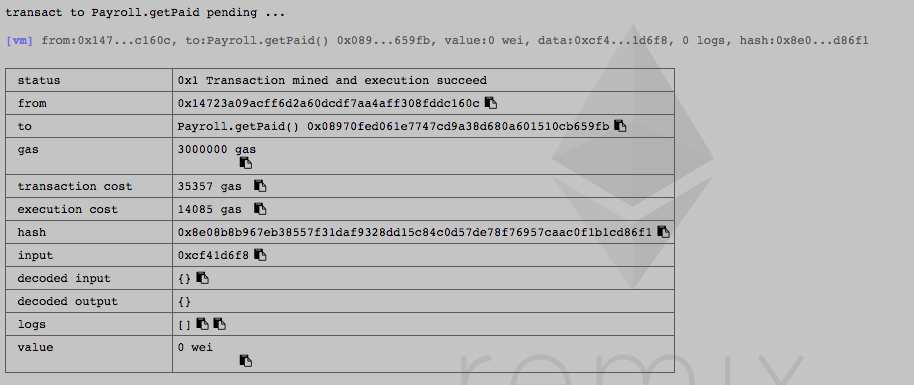 transact to Payroll.getPaid pending ...
[vm] from:0x147...c160c, to:Payroll.getPaid() 0x089...659fb, value:0 wei, data:0xcf4...1d6f8, 0 logs, hash:0x8e0...d86f1
status 0x1 Transaction mined and execution succeed
from 0x14723a09acff6d2a60dcdf7aa4aff308fddc160c
to Payroll.getPaid() 0x08970fed061e7747cd9a38d680a601510cb659fb
gas 3000000 gas
transaction cost 35357 gas
execution cost 14085 gas
hash 0x8e08b8b967eb38557f31daf9328dd15c84c0d57de78f76957caac0f1b1cd86f1
input 0xcf41d6f8
decoded input {}
decoded output {}
logs []
value 0 wei
remix